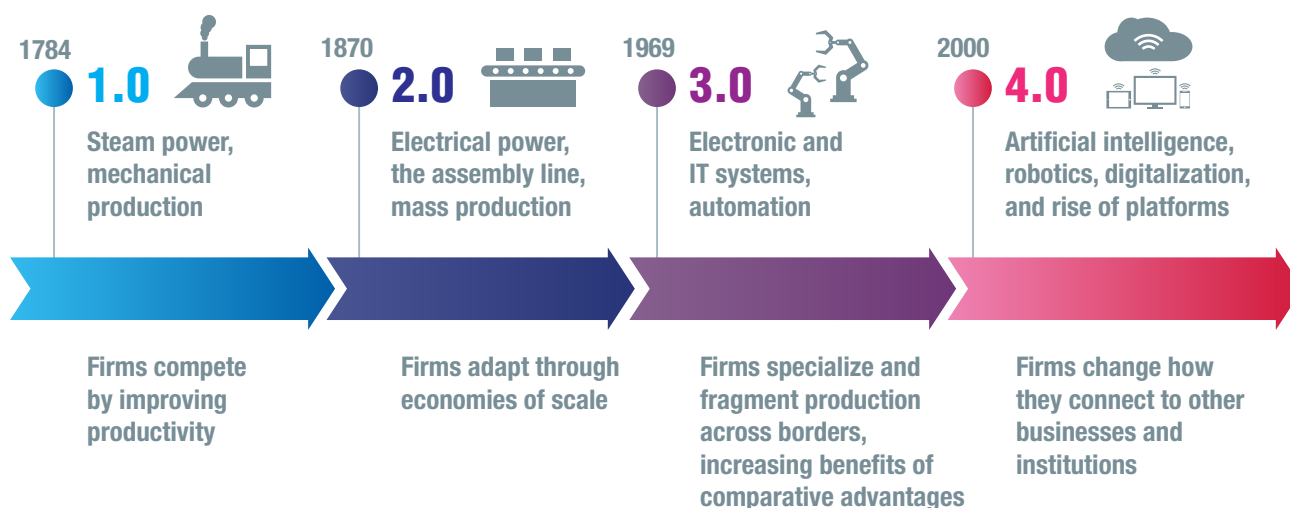 1784
1.0
Steam power,
mechanical
production
Firms compete
by improving
productivity
1870
2.0
Electrical power,
the assembly line,
mass production
Firms adapt through
economies of scale
1969
3.0
Electronic and
IT systems,
automation
Firms specialize and
fragment production
across borders,
increasing benefits of
comparative advantages
2000
4.0
Artificial intelligence,
robotics, digitalization,
and rise of platforms
Firms change how
they connect to other
businesses and
institutions